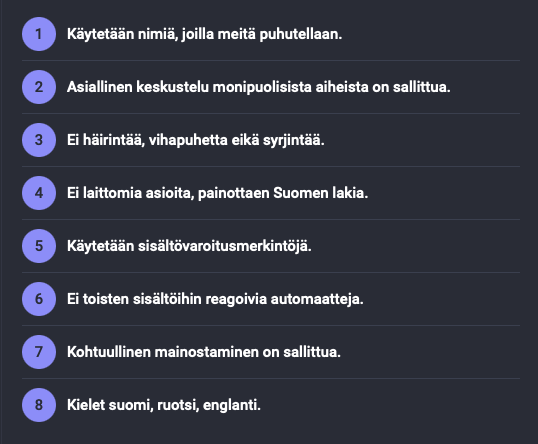 1 Käytetään nimiä, joilla meitä puhutellaan.
2 Asiallinen keskustelu monipuolisista aiheista on sallittua.
3 Ei häirintää, vihapuhetta eikä syrjintää.
4 Ei laittomia asioita, painottaen Suomen lakia.
5 Käytetään sisältövaroitusmerkintöjä.
6 Ei toisten sisältöihin reagoivia automaatteja.
7 Kohtuullinen mainostaminen on sallittua.
8 Kielet suomi, ruotsi, englanti.